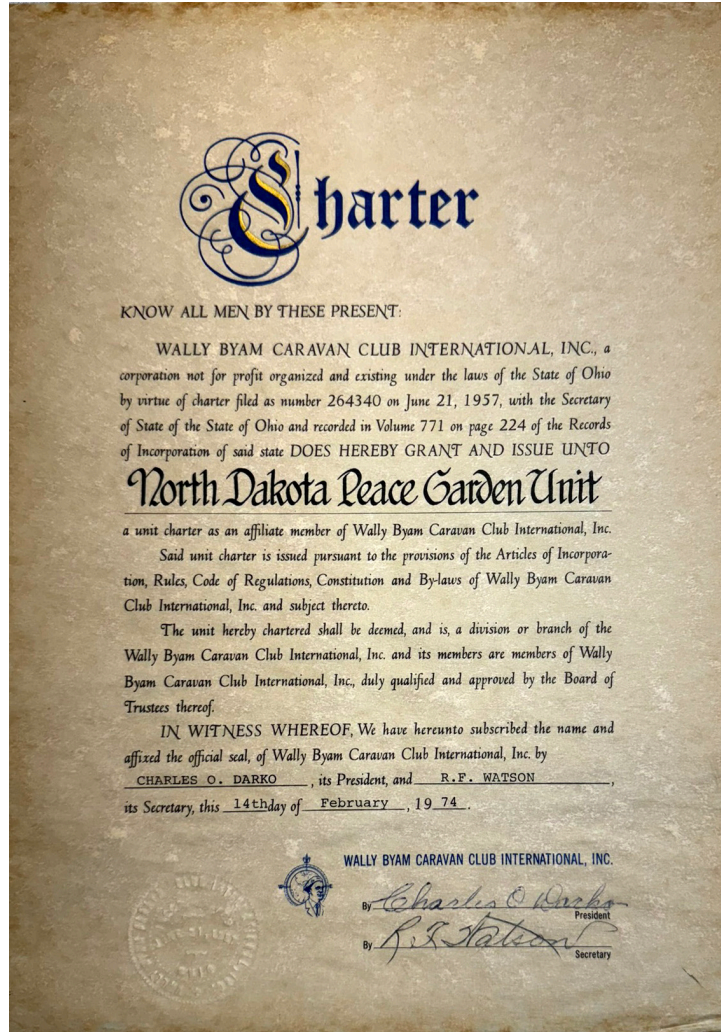 Charter
KNOW ALL MEN BY THESE PRESENT:
WALLY BYAM CARAVAN CLUB INTERNATIONAL, INC., a
corporation not for profit organized and existing under the laws of the State of Ohio
by virtue of charter filed as number 264340 on June 21, 1957, with the Secretary
of State of the State of Ohio and recorded in Volume 771 on page 224 of the Records
of Incorporation of said state DOES HEREBY GRANT AND ISSUE UNTO
North Dakota Peace Garden Unit
a unit charter as an affiliate member of Wally Byam Caravan Club International, Inc.
Said unit charter is issued pursuant to the provisions of the Articles of Incorpora-
tion, Rules, Code of Regulations, Constitution and By-laws of Wally Byam Caravan
Club International, Inc. and subject thereto.
The unit hereby chartered shall be deemed, and is, a division or branch of the
Wally Byam Caravan Club International, Inc. and its members are members of Wally
Byam Caravan Club International, Inc., duly qualified and approved by the Board of
Trustees thereof.
IN WITNESS WHEREOF, We have hereunto subscribed the name and
affixed the official seal, of Wally Byam Caravan Club International, Inc. by
CHARLES O. DARKO, its President, and R.F. WATSON,
its Secretary, this 14thday of February, 19 74.
WALLY BYAM CARAVAN CLUB INTERNATIONAL, INC.
By Charles O Darko
President
By R.F. Watson
Secretary